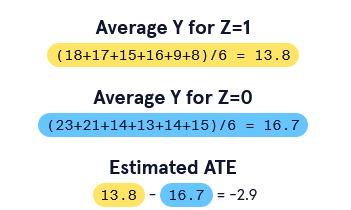 Average Y for Z=1
(18+17+15+16+9+8)/6 = 13.8
Average Y for Z=0
(23+21+14+13+14+15)/6 = 16.7
Estimated ATE
13.8 - 16.7 = -2.9